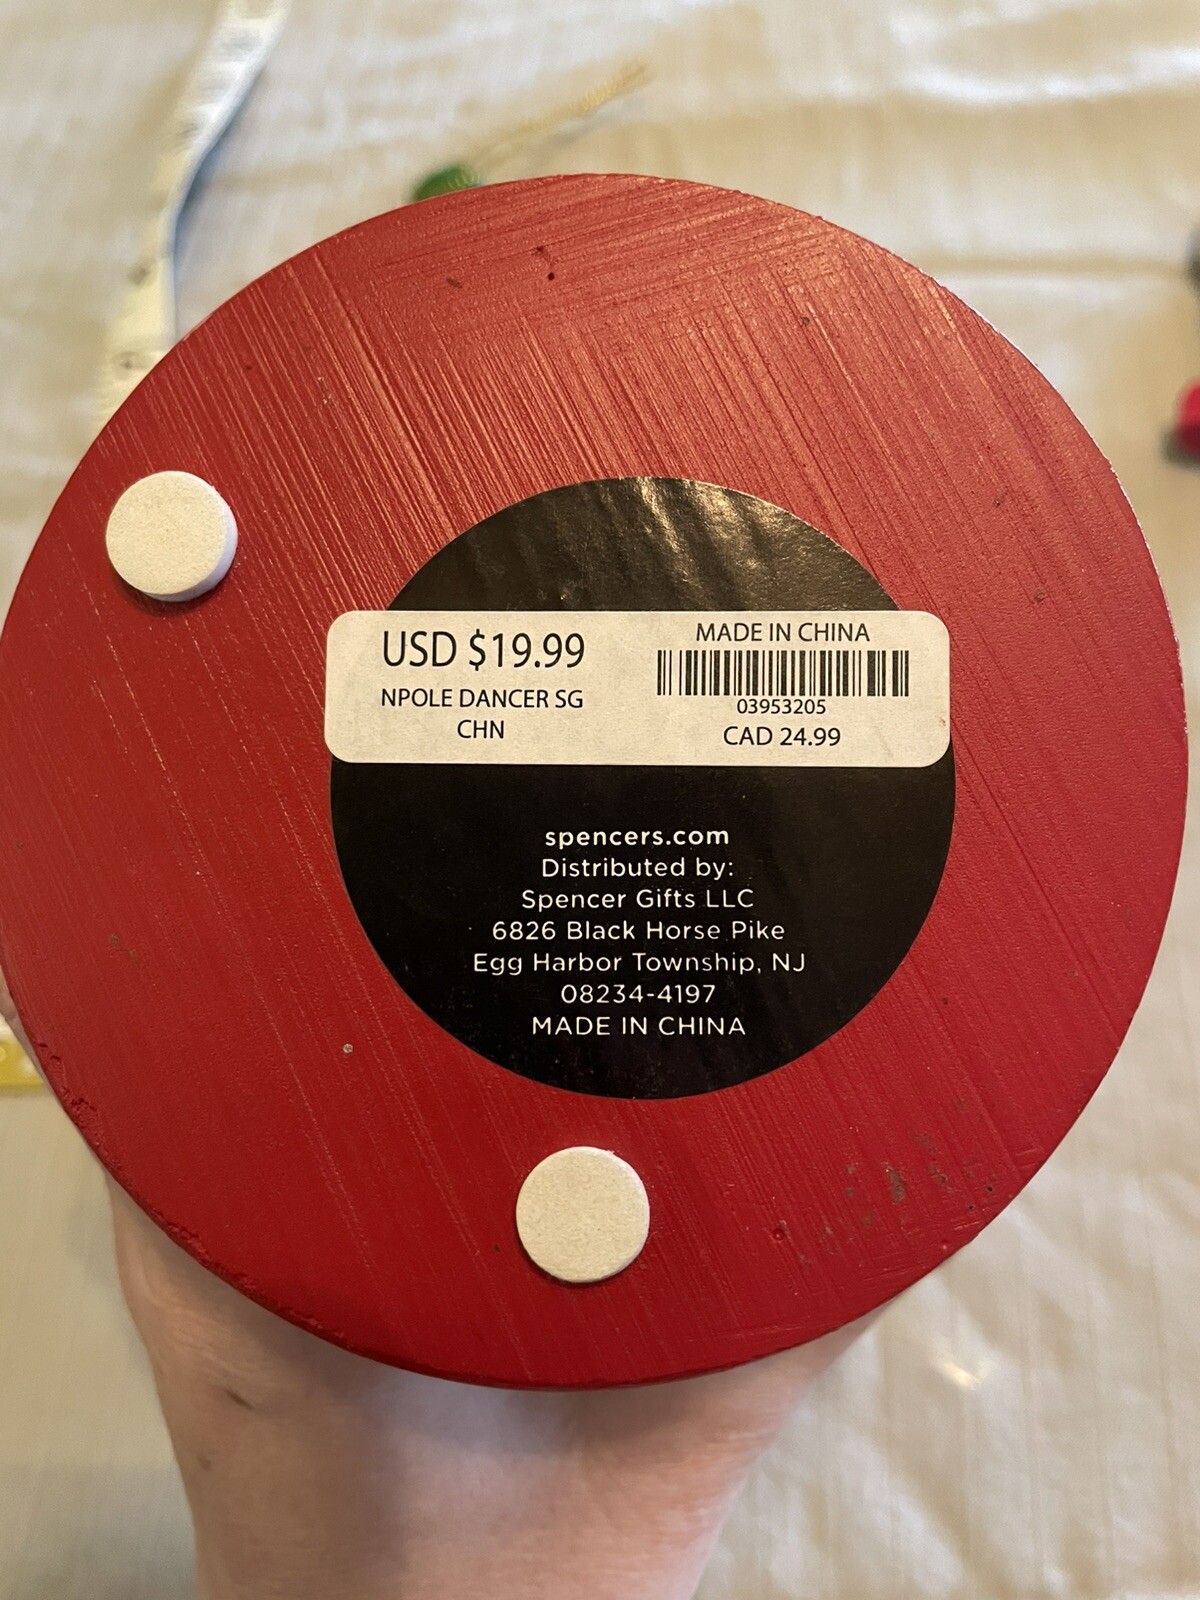 USD $19.99
NPOLE DANCER SG
CHN
MADE IN CHINA
03953205
CAD 24.99
spencers.com
Distributed by:
Spencer Gifts LLC
6826 Black Horse Pike
Egg Harbor Township, NJ
08234-4197
MADE IN CHINA